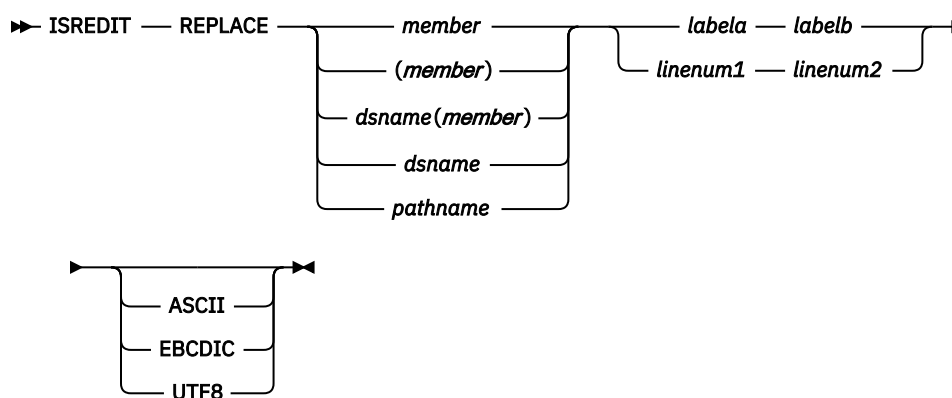 ISREDIT REPLACE member labela labelb
(member) linenum1 linenum2
dsname(member)
dsname
pathname
ASCII
EBCDIC
UTF8